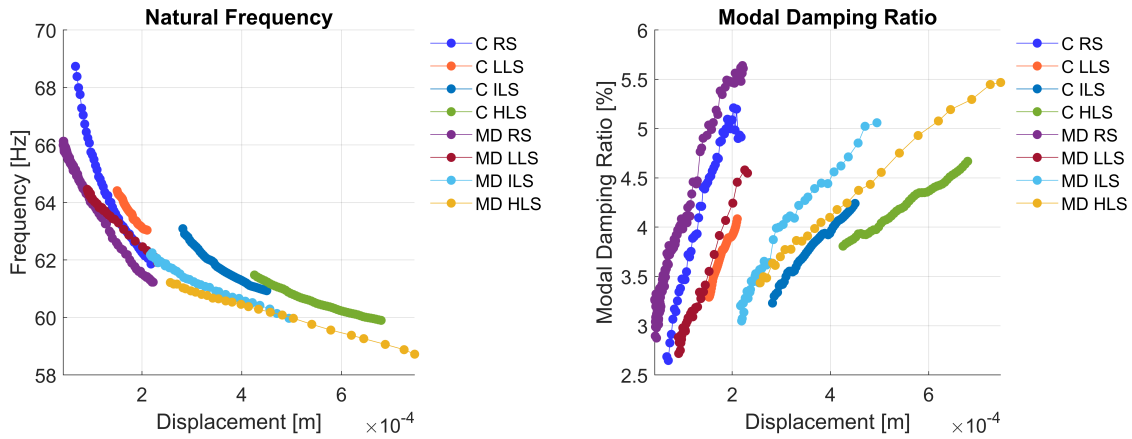 Natural Frequency
Frequency [Hz]
70
68
66
64
62
60
58
2
4
6
Displacement [m]
×10⁻⁴
C RS
C LLS
C ILS
C HLS
MD RS
MD LLS
MD ILS
MD HLS
Modal Damping Ratio
Modal Damping Ratio [%]
6
5.5
5
4.5
4
3.5
3
2.5
2
4
6
Displacement [m]
×10⁻⁴
C RS
C LLS
C ILS
C HLS
MD RS
MD LLS
MD ILS
MD HLS